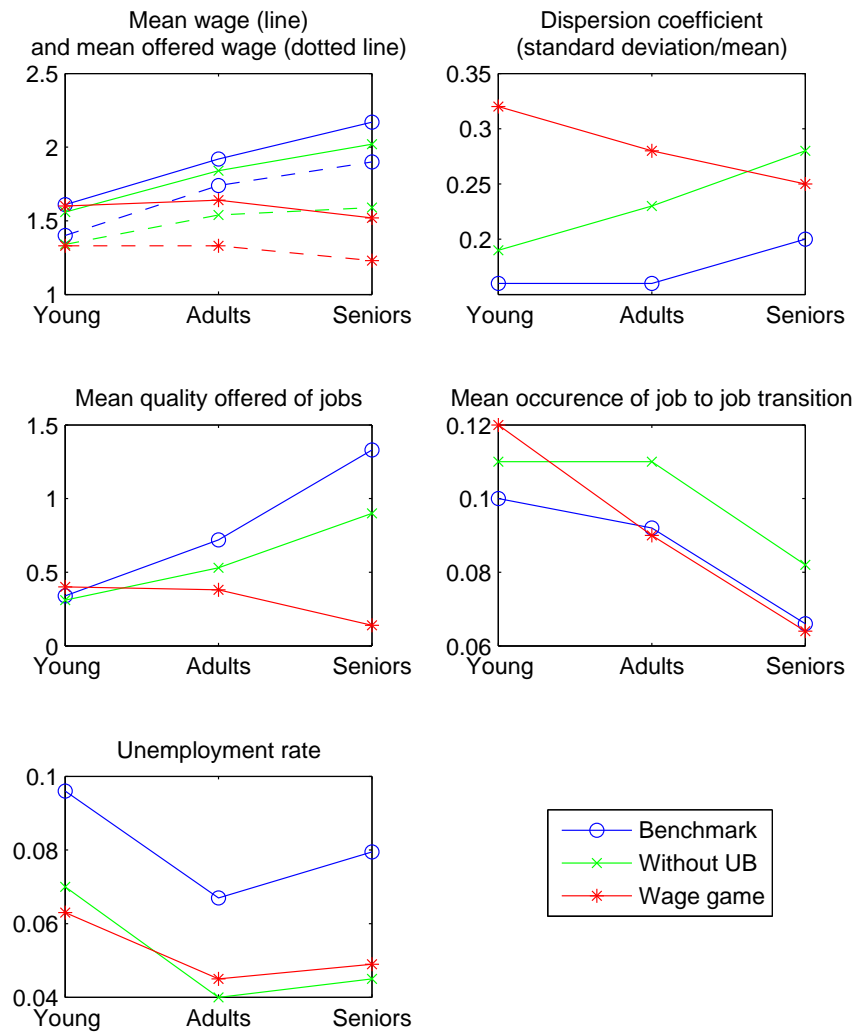 Mean wage (line)
and mean offered wage (dotted line)
2.5
2
1.5
1
Young Adults Seniors
Dispersion coefficient
(standard deviation/mean)
0.35
0.3
0.25
0.2
Young Adults Seniors
Mean quality offered of jobs
1.5
1
0.5
0
Young Adults Seniors
Mean occurence of job to job transition
0.12
0.1
0.08
0.06
Young Adults Seniors
Unemployment rate
0.1
0.08
0.06
0.04
Young Adults Seniors
Benchmark
Without UB
Wage game